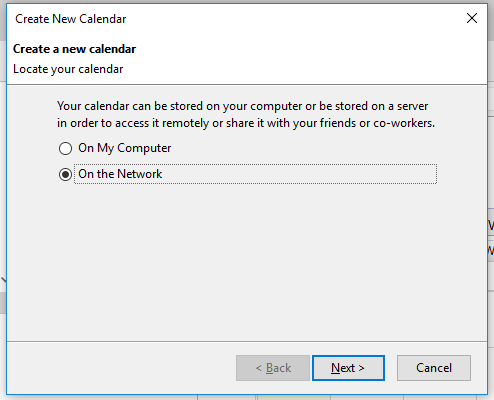 Create New Calendar
Create a new calendar
Locate your calendar
Your calendar can be stored on your computer or be stored on a server
in order to access it remotely or share it with your friends or co-workers.
On My Computer
On the Network
< Back
Next >
Cancel